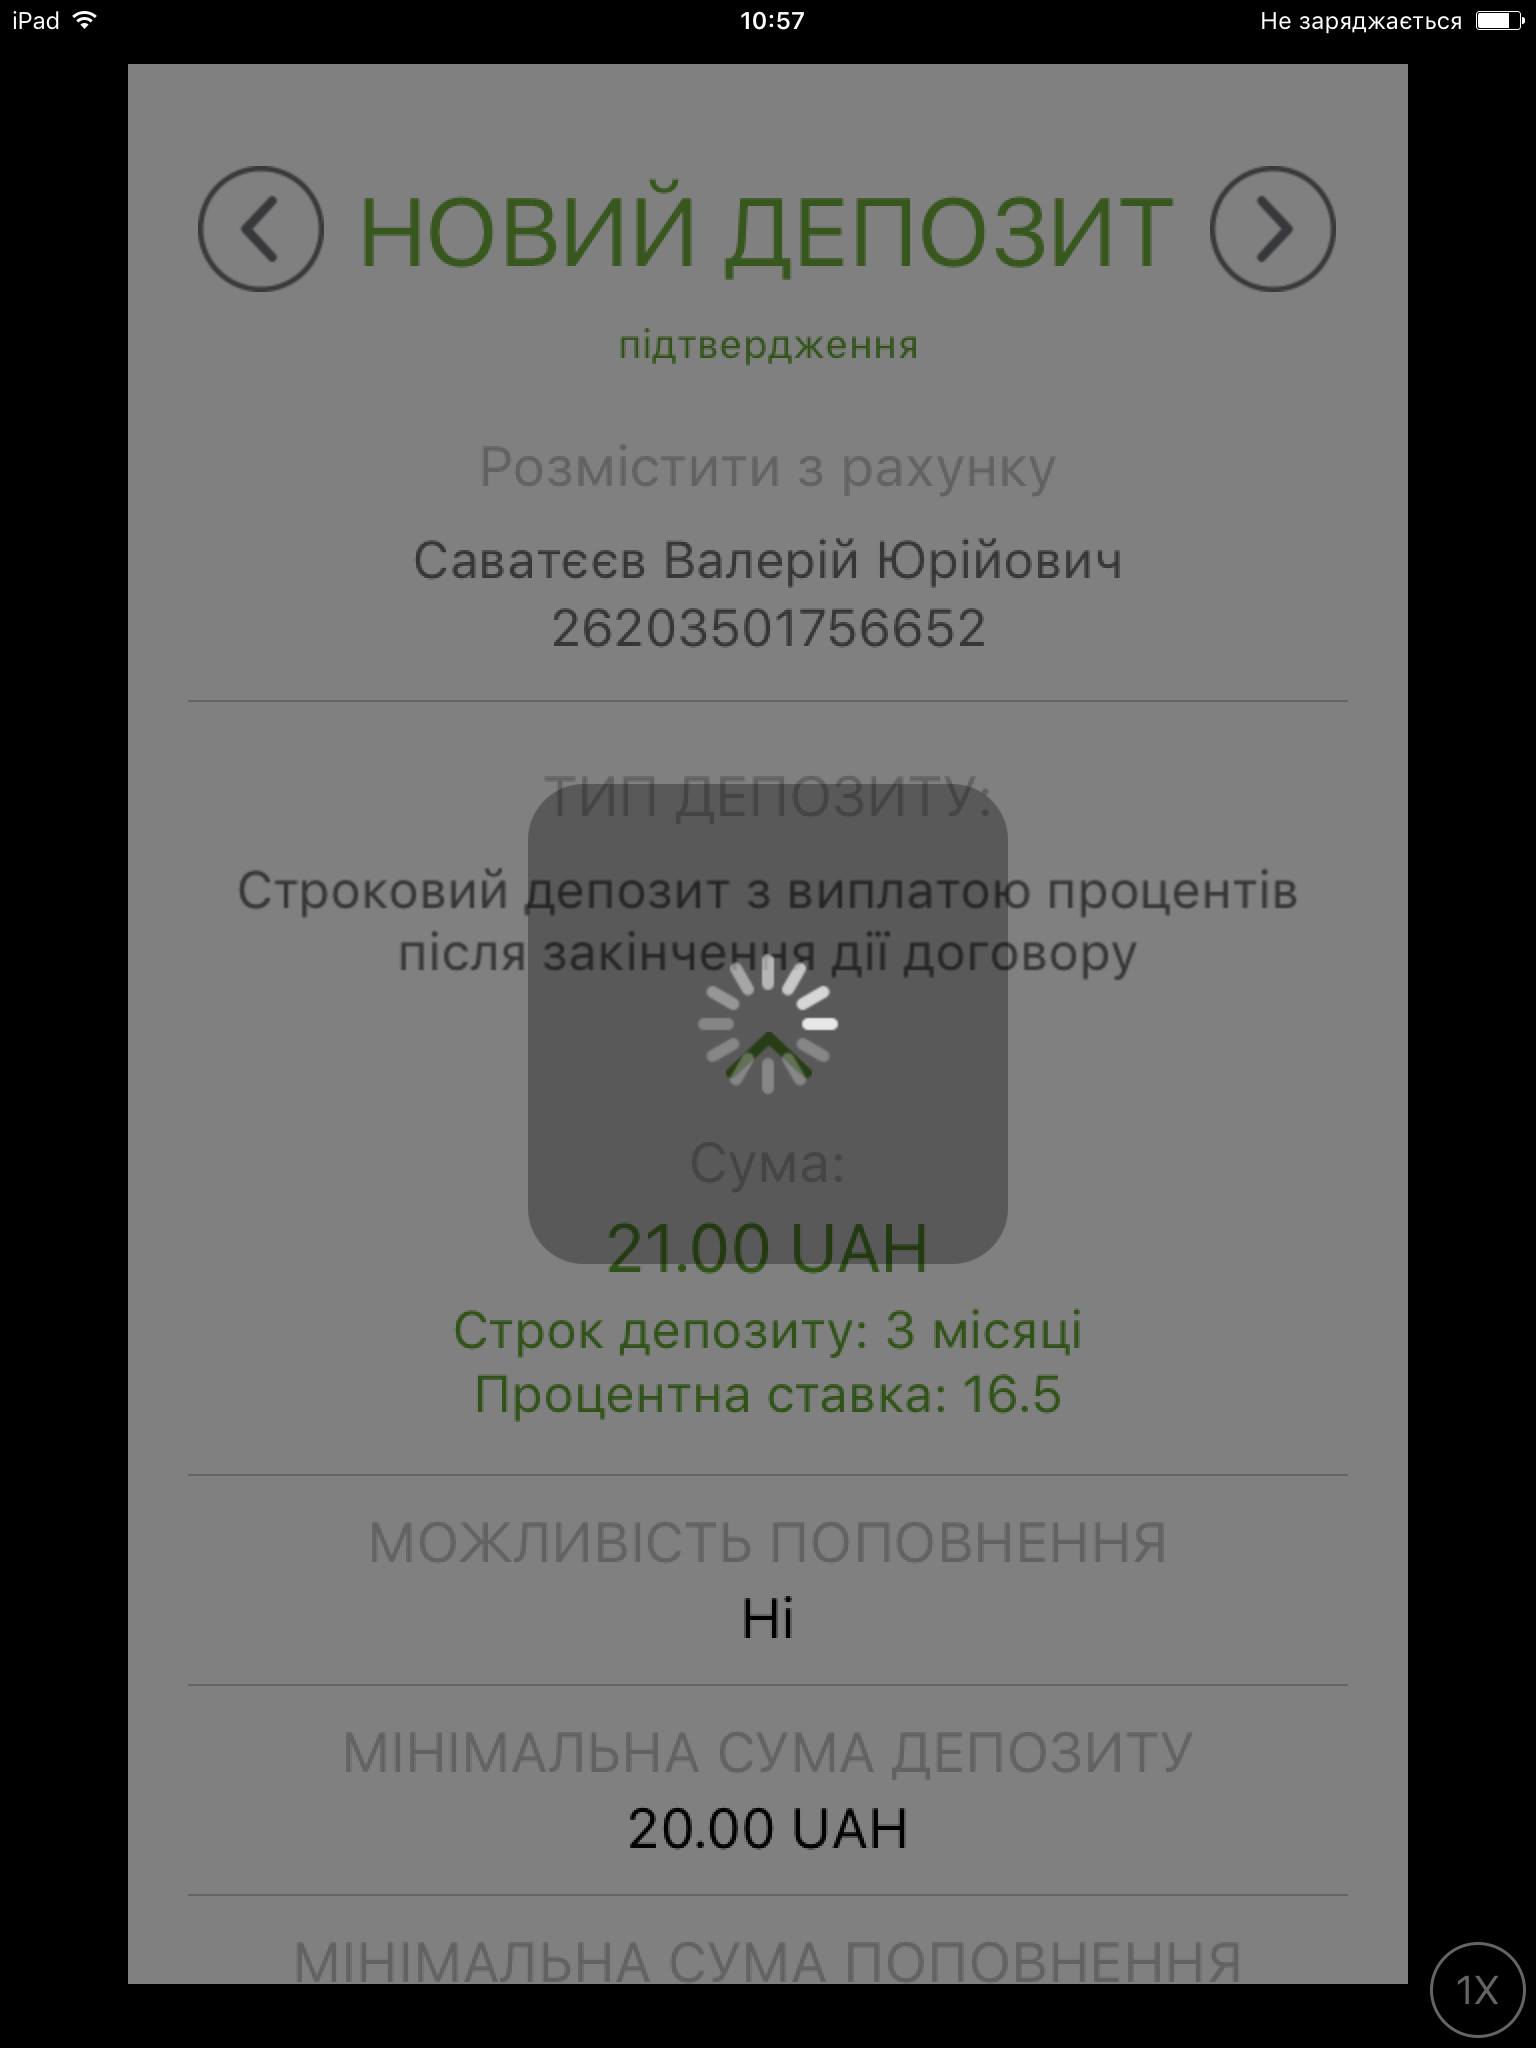 iPad
10:57
Не заряджається
НОВИЙ ДЕПОЗИТ
підтвердження
Розмістити з рахунку
Саватєєв Валерій Юрійович
26203501756652
ТИП ДЕПОЗИТУ:
Строковий депозит з виплатою процентів
після закінчення дії договору
Сума:
21.00 UAH
Строк депозиту: 3 місяці
Процентна ставка: 16.5
МОЖЛИВІСТЬ ПОПОВНЕННЯ
Ні
МІНІМАЛЬНА СУМА ДЕПОЗИТУ
20.00 UAH
МІНІМАЛЬНА СУМА ПОПОВНЕННЯ
1X